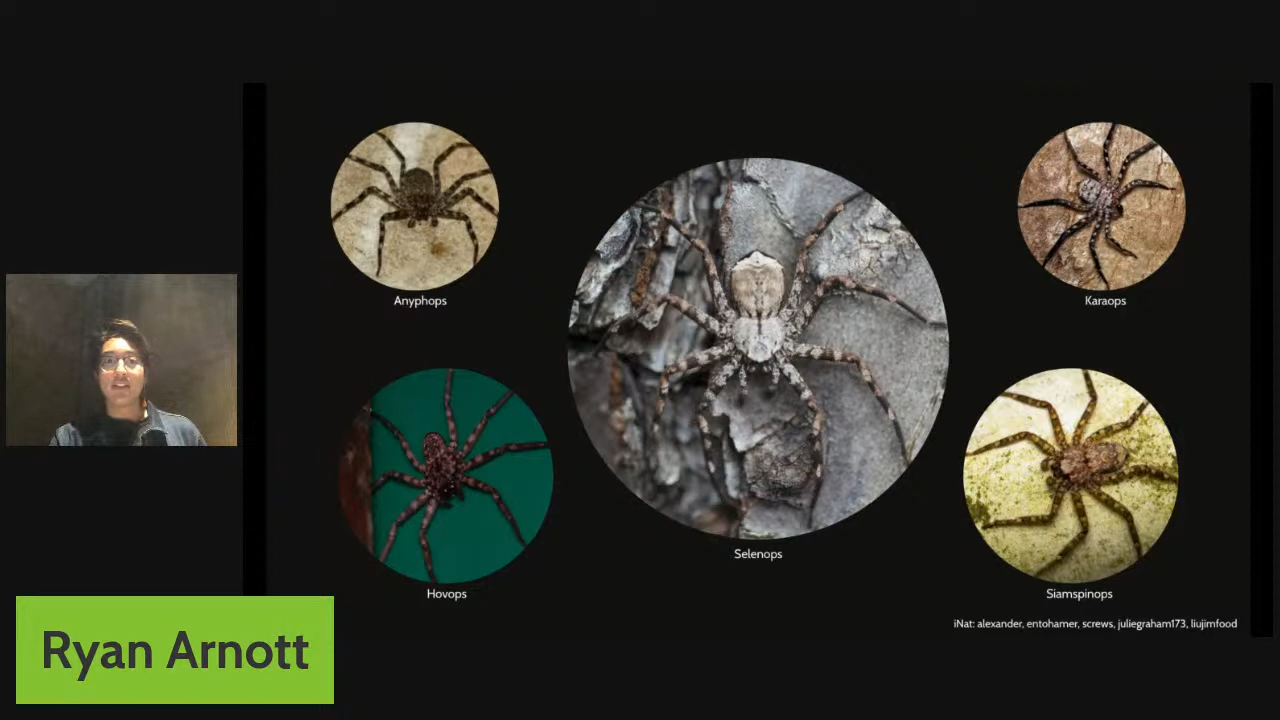 Anyphops
Karaops
Selenops
Hovops
Siamspinops
iNat: alexander, entohamer, screws, juliegraham173, liujimfood
Ryan Arnott